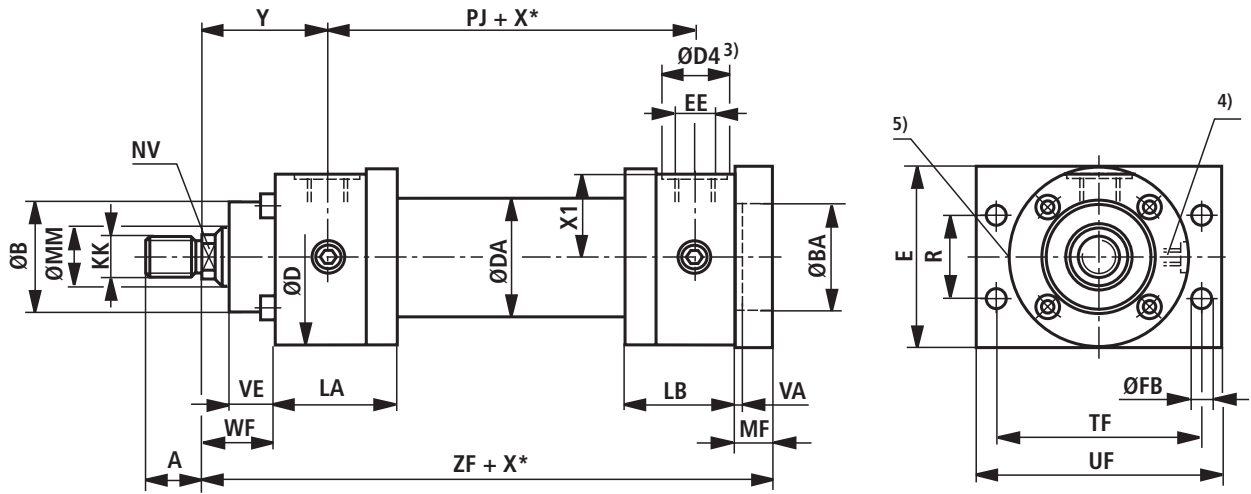 Y
PJ + X*
ØD4 3)
EE
4)
5)
NV
X1
ØB
ØMM
KK
ØD
ØDA
ØBA
E
R
VE
LA
LB
VA
ØFB
WF
MF
TF
A
ZF + X*
UF